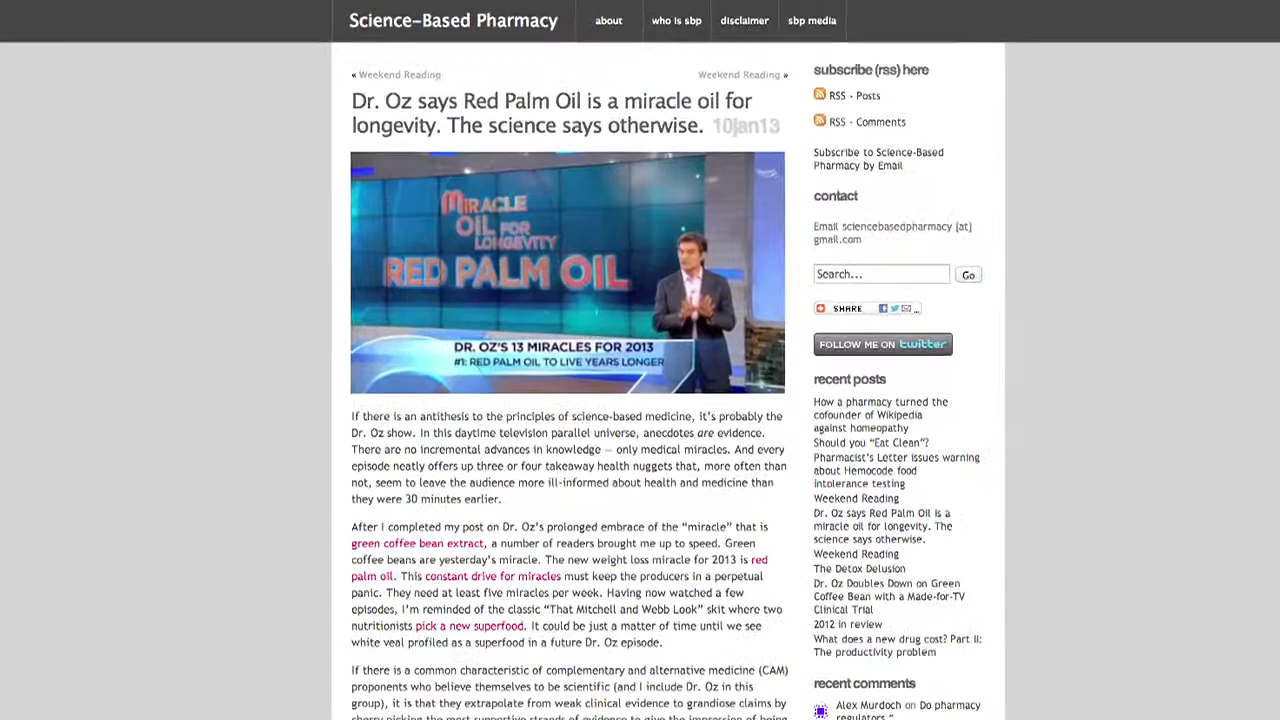 Science-Based Pharmacy
about
who is sbp
disclaimer
sbp media
« Weekend Reading
Weekend Reading »
Dr. Oz says Red Palm Oil is a miracle oil for
longevity. The science says otherwise. 10jan13
MIRACLE
OIL FOR
LONGEVITY
RED PALM OIL
DR. OZ'S 13 MIRACLES FOR 2013
#1: RED PALM OIL TO LIVE YEARS LONGER
If there is an antithesis to the principles of science-based medicine, it's probably the
Dr. Oz show. In this daytime television parallel universe, anecdotes are evidence.
There are no incremental advances in knowledge — only medical miracles. And every
episode neatly offers up three or four takeaway health nuggets that, more often than
not, seem to leave the audience more ill-informed about health and medicine than
they were 30 minutes earlier.
After I completed my post on Dr. Oz's prolonged embrace of the “miracle” that is
green coffee bean extract, a number of readers brought me up to speed. Green
coffee beans are yesterday's miracle. The new weight loss miracle for 2013 is red
palm oil. This constant drive for miracles must keep the producers in a perpetual
panic. They need at least five miracles per week. Having now watched a few
episodes, I'm reminded of the classic “That Mitchell and Webb Look” skit where two
nutritionists pick a new superfood. It could be just a matter of time until we see
white veal profiled as a superfood in a future Dr. Oz episode.
If there is a common characteristic of complementary and alternative medicine (CAM)
proponents who believe themselves to be scientific (and I include Dr. Oz in this
group), it is that they extrapolate from weak clinical evidence to grandiose claims by
cherry picking the most supportive strands of evidence to give the impression of being
subscribe (rss) here
RSS - Posts
RSS - Comments
Subscribe to Science-Based
Pharmacy by Email
contact
Email sciencebasedpharmacy [at]
gmail.com
Search...
Go
SHARE
...
FOLLOW ME ON twitter
recent posts
How a pharmacy turned the
cofounder of Wikipedia
against homeopathy
Should you “Eat Clean”?
Pharmacist's Letter issues warning
about Hemocode food
intolerance testing
Weekend Reading
Dr. Oz says Red Palm Oil is a
miracle oil for longevity. The
science says otherwise.
Weekend Reading
The Detox Delusion
Dr. Oz Doubles Down on Green
Coffee Bean with a Made-for-TV
Clinical Trial
2012 in review
What does a new drug cost? Part II:
The productivity problem
recent comments
Alex Murdoch on Do pharmacy
regulators "